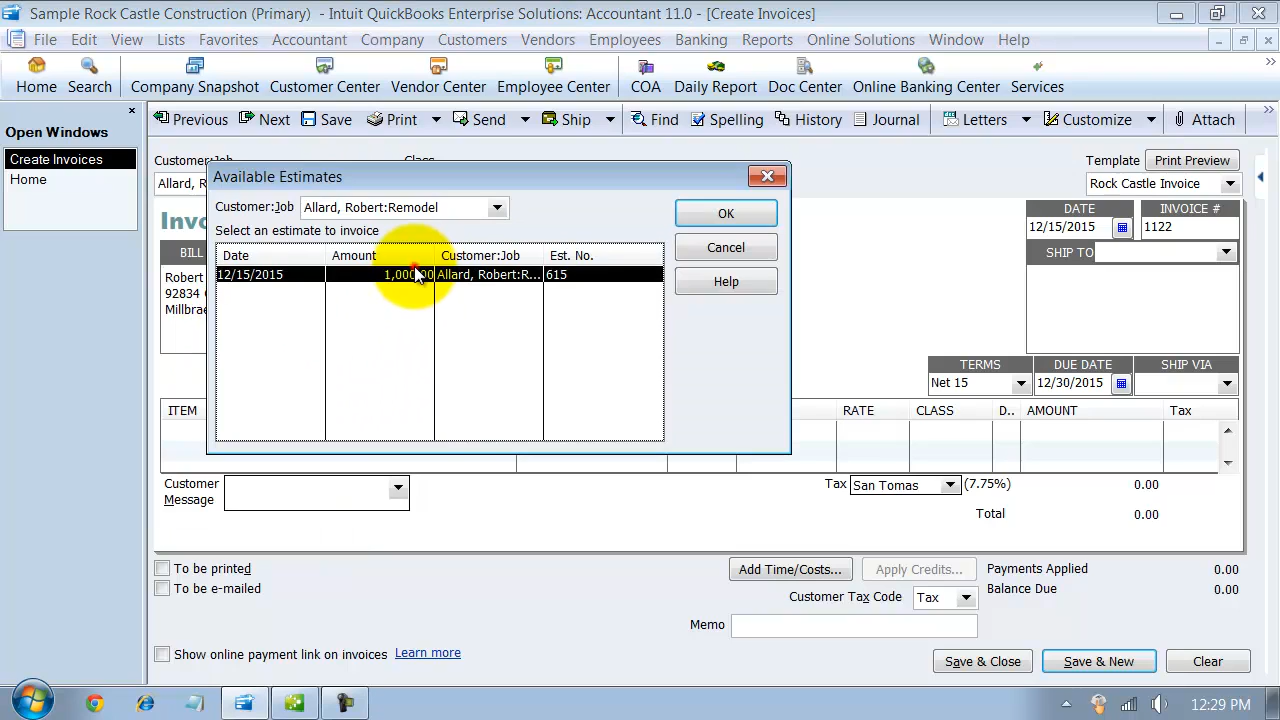 Sample Rock Castle Construction (Primary) - Intuit QuickBooks Enterprise Solutions: Accountant 11.0 - [Create Invoices]
File Edit View Lists Favorites Accountant Company Customers Vendors Employees Banking Reports Online Solutions Window Help
Home Search Company Snapshot Customer Center Vendor Center Employee Center COA Daily Report Doc Center Online Banking Center Services
Open Windows
Create Invoices
Home
Previous Next Save Print Send Ship Find Spelling History Journal Letters Customize Attach
Customer:Job Class Template Print Preview
Allard, R Rock Castle Invoice
Available Estimates
Customer:Job Allard, Robert:Remodel
Select an estimate to invoice
Date Amount Customer:Job Est. No.
12/15/2015 Allard, Robert:R... 615
OK
Cancel
Help
Invo
DATE INVOICE #
12/15/2015 1122
BILL
SHIP TO
Robert
92834
Millbrae
TERMS DUE DATE SHIP VIA
Net 15 12/30/2015
ITEM RATE CLASS D.. AMOUNT Tax
Customer Message
Tax San Tomas (7.75%) 0.00
Total 0.00
To be printed
To be e-mailed
Add Time/Costs... Apply Credits... Payments Applied 0.00
Customer Tax Code Tax Balance Due 0.00
Memo
Show online payment link on invoices Learn more
Save & Close Save & New Clear
12:29 PM